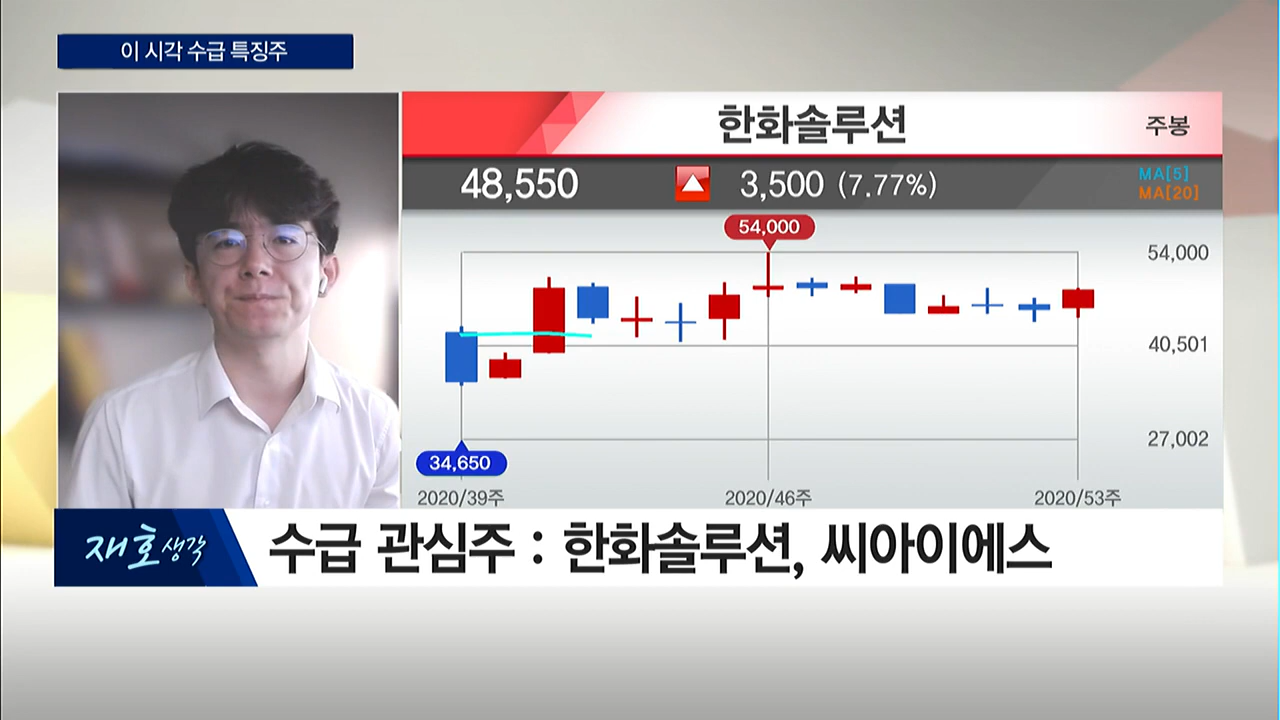 이 시각 수급 특징주
한화솔루션
주봉
48,550 3,500 (7.77%)
MA[5]
MA[20]
54,000
54,000
40,501
27,002
34,650
2020/39주 2020/46주 2020/53주
재호생각
수급 관심주 : 한화솔루션, 씨아이에스